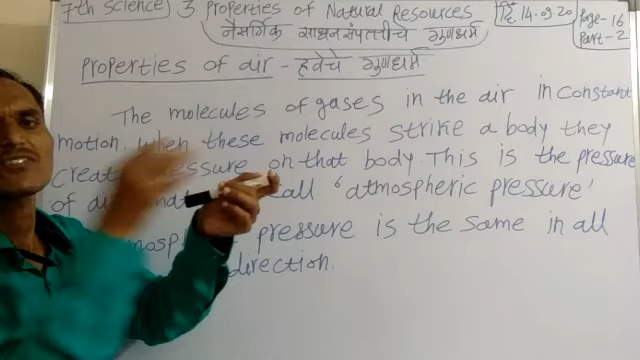 7th Science 3 Properties of Natural Resources दि. 14.09.20 Page-16
नैसर्गिक साधनसंपत्तीचे गुणधर्म Part-2
Properties of air - हवेचे गुणधर्म
The molecules of gases in the air in constant
motion. when these molecules strike a body they
creat pressure on that body. This is the pressure
of call 'atmospheric pressure'
pressure is the same in all
direction.